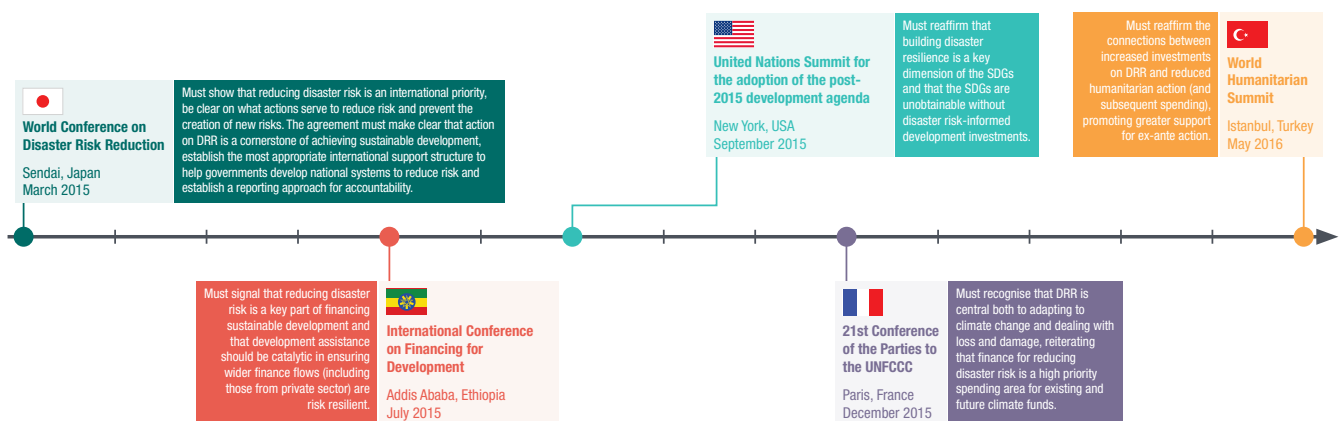 World Conference on
Disaster Risk Reduction
Sendai, Japan
March 2015
Must show that reducing disaster risk is an international priority,
be clear on what actions serve to reduce risk and prevent the
creation of new risks. The agreement must make clear that action
on DRR is a cornerstone of achieving sustainable development,
establish the most appropriate international support structure to
help governments develop national systems to reduce risk and
establish a reporting approach for accountability.
United Nations Summit for
the adoption of the post-
2015 development agenda
New York, USA
September 2015
Must reaffirm that
building disaster
resilience is a key
dimension of the SDGs
and that the SDGs are
unobtainable without
disaster risk-informed
development investments.
Must reaffirm the
connections between
increased investments
on DRR and reduced
humanitarian action (and
subsequent spending),
promoting greater support
for ex-ante action.
World
Humanitarian
Summit
Istanbul, Turkey
May 2016
Must signal that reducing disaster
risk is a key part of financing
sustainable development and
that development assistance
should be catalytic in ensuring
wider finance flows (including
those from private sector) are
risk resilient.
International Conference
on Financing for
Development
Addis Ababa, Ethiopia
July 2015
21st Conference
of the Parties to
the UNFCCC
Paris, France
December 2015
Must recognise that DRR is
central both to adapting to
climate change and dealing with
loss and damage, reiterating
that finance for reducing
disaster risk is a high priority
spending area for existing and
future climate funds.